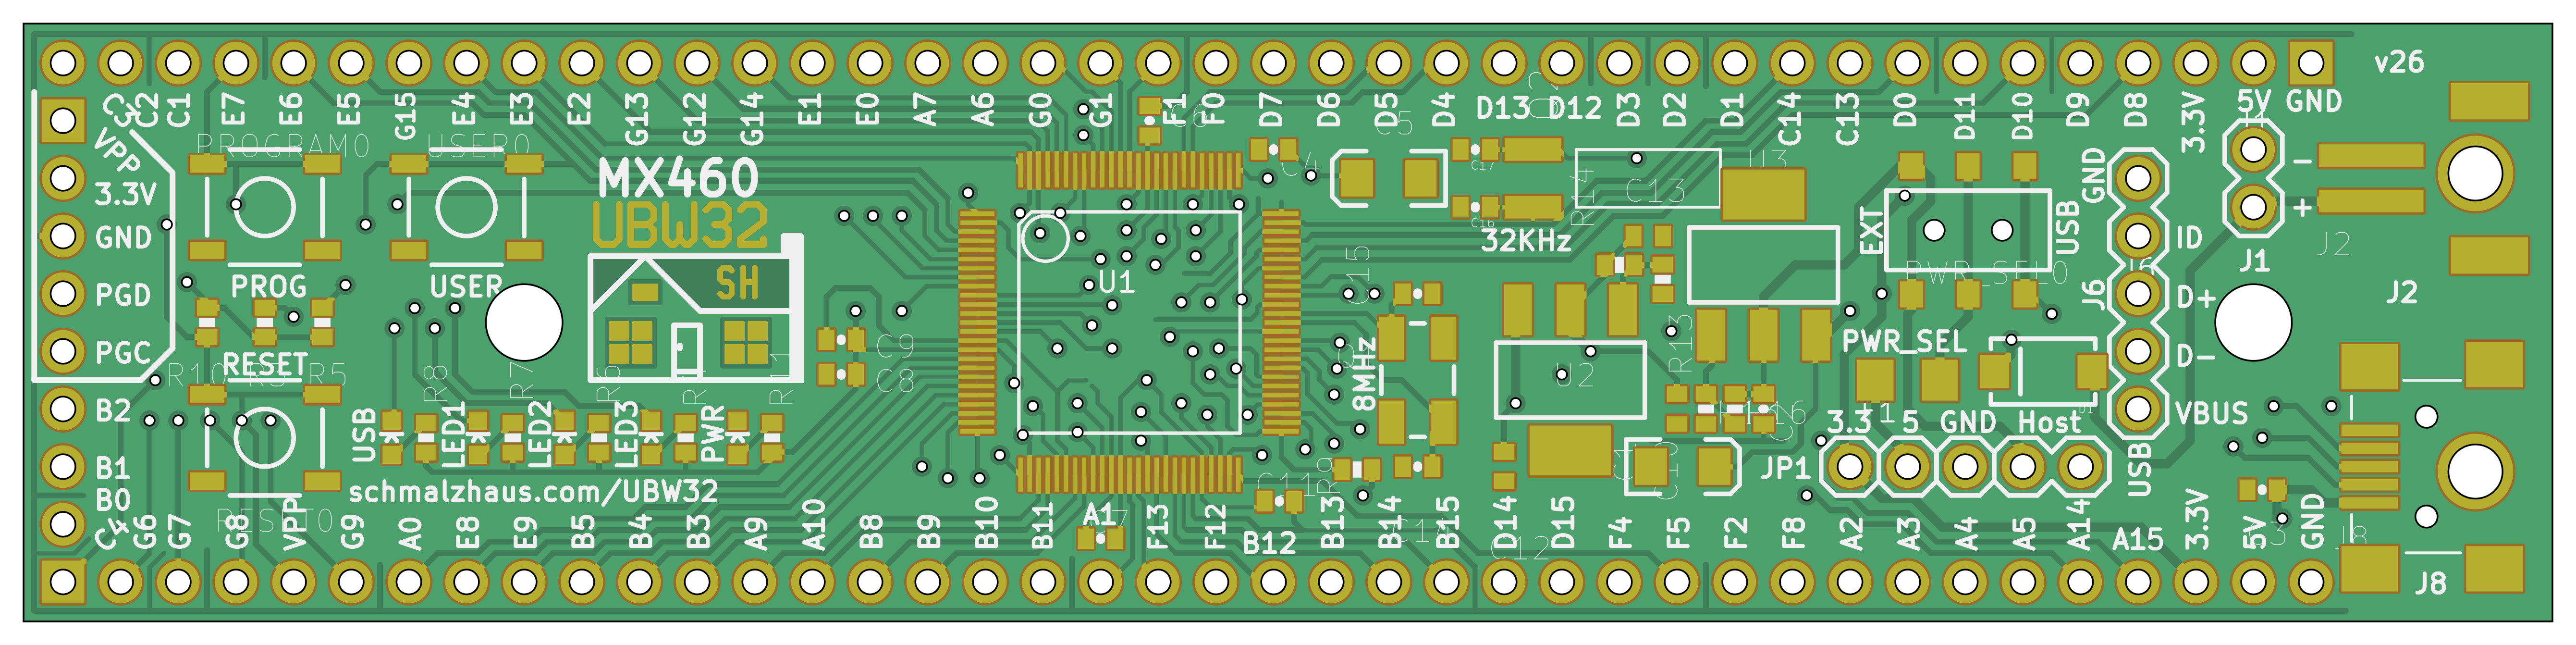 C3 C2 C1 E7 E6 E5 G15 E4 E3 E2 G13 G12 G14 E1 E0 A7 A6 G0 G1 F1 F0 D7 D6 D5 D4 D13 D12 D3 D2 D1 C14 C13 D0 D11 D10 D9 D8 3.3V 5V GND
v26
VPP
3.3V
GND
PGD
PGC
B2
B1
B0
C4
PROGRAM0
USER0
PROG
USER
RESET
RESET0
R10
R5
MX460
UBW32
SH
C6
C4
C5
C17
C16
32KHz
R14
C13
U3
U1
C9
C8
C15
8MHz
R13
U2
EXT
USB
PWR_SEL0
PWR_SEL
GND
ID
D+
D-
VBUS
J6
USB
-
+
J1
J2
J2
R8
R7
R6
R11
USB
LED1
LED2
LED3
PWR
schmalzhaus.com/UBW32
C11
R9
C10
C12
3.3 5 GND Host
JP1
D1
G6 G7 G8 VPP G9 A0 E8 E9 B5 B4 B3 A9 A10 B8 B9 B10 B11 A1 F13 F12 B12 B13 B14 B15 D14 D15 F4 F5 F2 F8 A2 A3 A4 A5 A14 A15 3.3V 5V GND
J8
J8